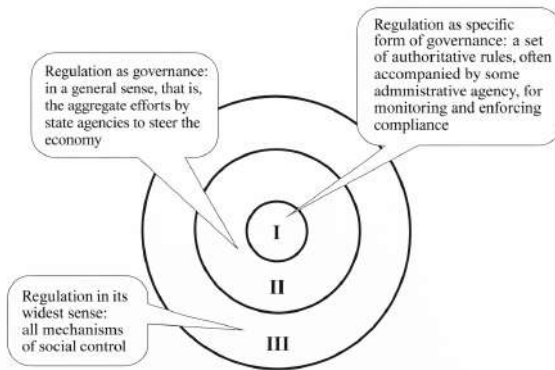 Regulation as specific
form of governance: a set
of authoritative rules, often
accompanied by some
admmistrative agency, for
monitoring and enforcing
compliance
Regulation as governance:
in a general sense, that is,
the aggregate efforts by
state agencies to steer the
economy
I
II
Regulation in its
widest sense:
all mechanisms
of social control
III